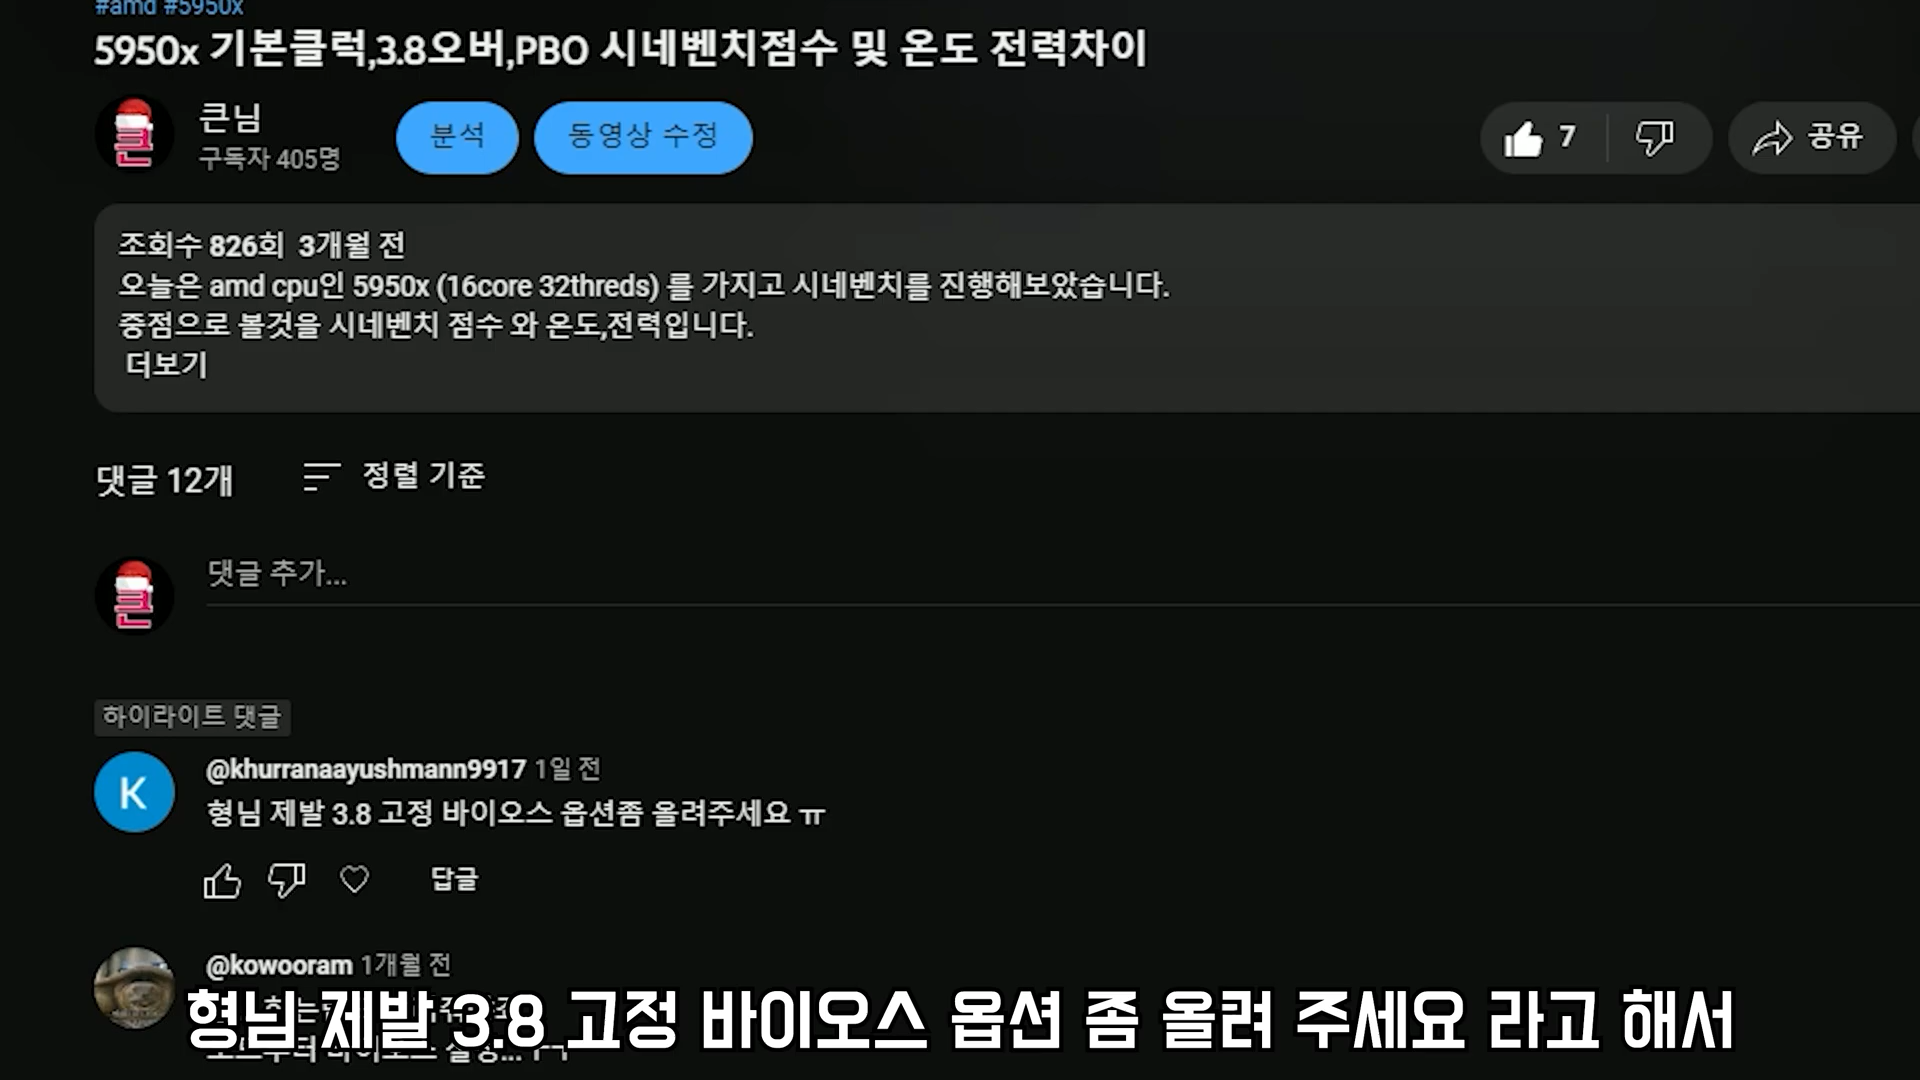 #amd #5950x
5950x 기본클럭,3.8오버,PBO 시네벤치점수 및 온도 전력차이
큰
큰님
구독자 405명
분석
동영상 수정
7
공유
조회수 826회 3개월 전
오늘은 amd cpu인 5950x (16core 32threds) 를 가지고 시네벤치를 진행해보았습니다.
중점으로 볼것을 시네벤치 점수 와 온도,전력입니다.
더보기
댓글 12개
정렬 기준
큰
댓글 추가...
하이라이트 댓글
K
@khurranaayushmann9917 1일 전
형님 제발 3.8 고정 바이오스 옵션좀 올려주세요 ㅠ
답글
@kowooram 1개월 전
형님 제발 3.8 고정 바이오스 옵션 좀 올려 주세요 라고 해서